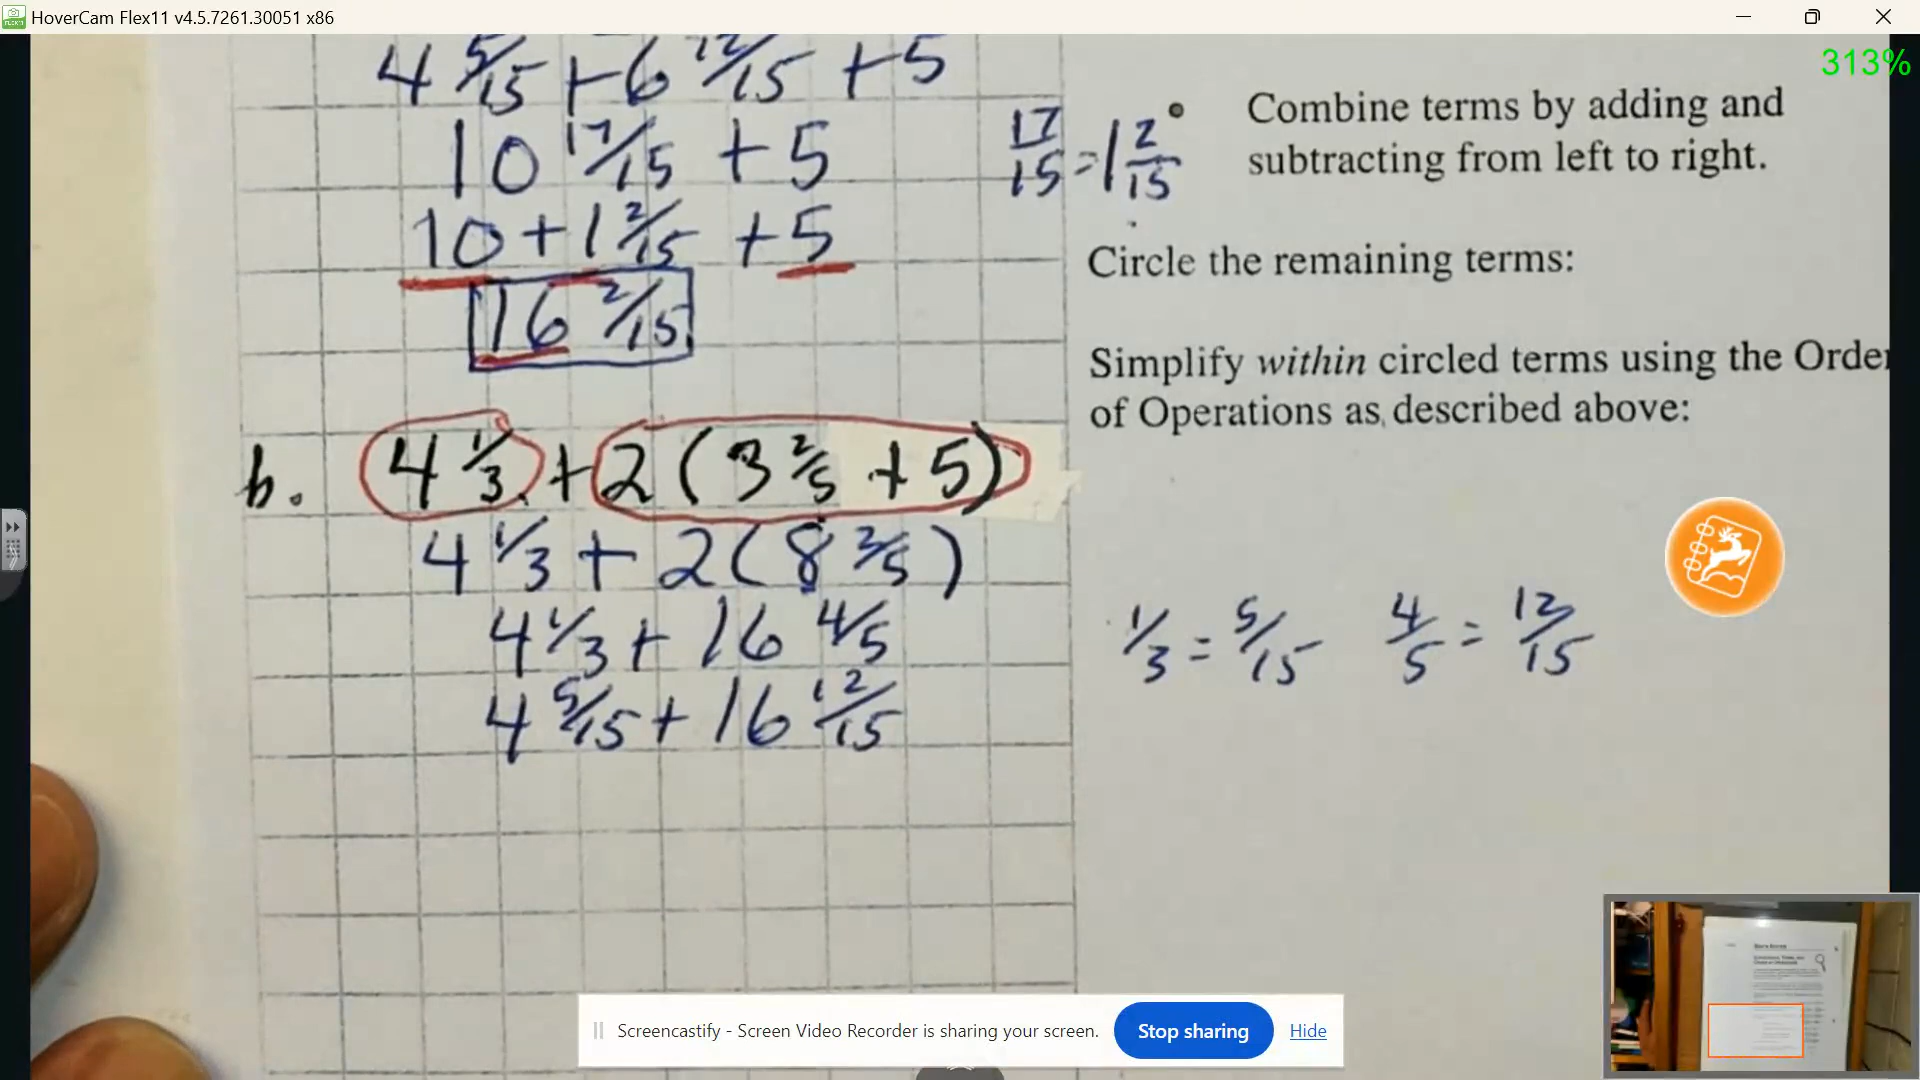 HoverCam Flex11 v4.5.7261.30051 x86
313%
4 5/15 + 6 12/15 + 5
10 17/15 + 5
10 + 1 2/15 + 5
16 2/15
17/15 = 1 2/15
• Combine terms by adding and
subtracting from left to right.
Circle the remaining terms:
Simplify within circled terms using the Order
of Operations as described above:
b. 4 1/3 + 2 ( 3 2/5 + 5 )
4 1/3 + 2 ( 8 2/5 )
4 1/3 + 16 4/5
4 5/15 + 16 12/15
1/3 = 5/15 4/5 = 12/15
Screencastify - Screen Video Recorder is sharing your screen.
Stop sharing
Hide